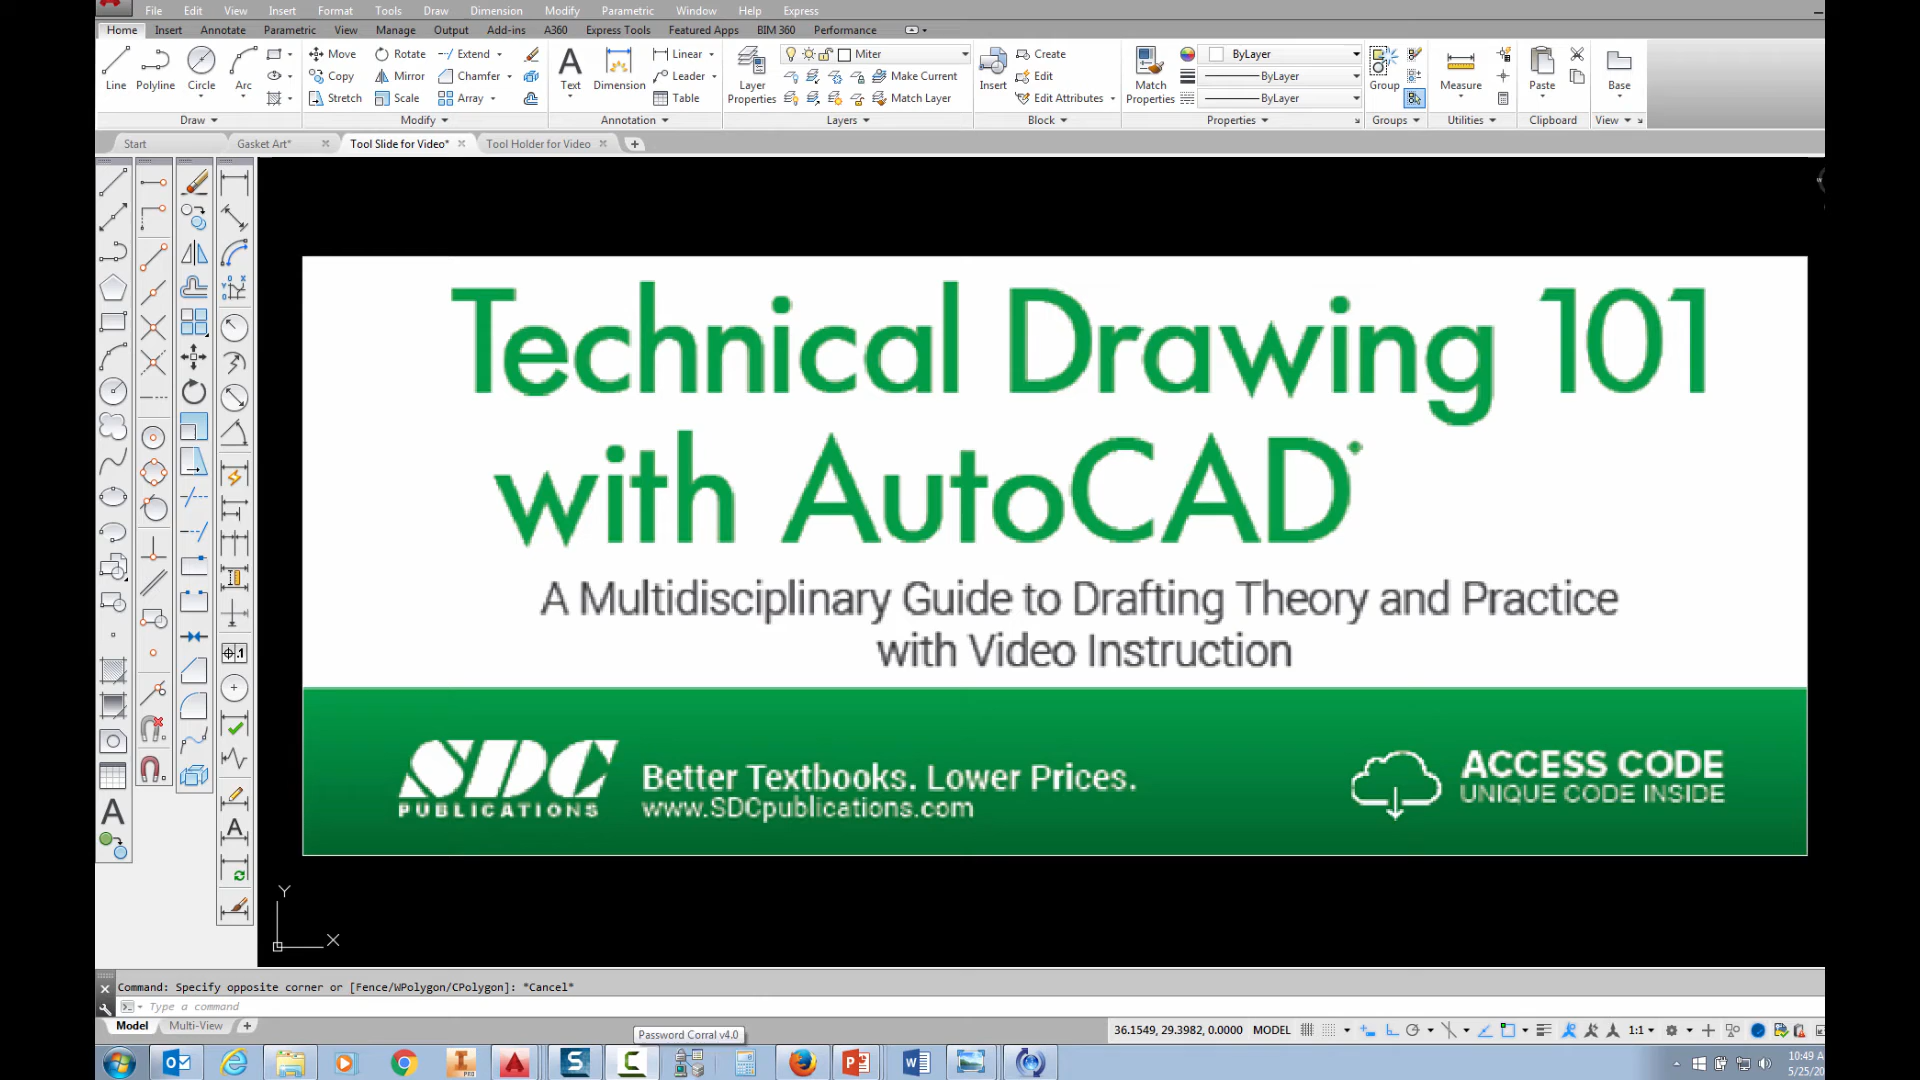 File Edit View Insert Format Tools Draw Dimension Modify Parametric Window Help Express
Home Insert Annotate Parametric View Manage Output Add-ins A360 Express Tools Featured Apps BIM 360 Performance
Line Polyline Circle Arc
Move Rotate Extend
Copy Mirror Chamfer
Stretch Scale Array
Text Dimension
Linear
Leader
Table
Layer Properties
Miter
Make Current
Match Layer
Insert
Create
Edit
Edit Attributes
Match Properties
ByLayer
ByLayer
ByLayer
Group
Measure
Paste
Base
Draw Modify Annotation Layers Block Properties Groups Utilities Clipboard View
Start Gasket Art* Tool Slide for Video* Tool Holder for Video
Technical Drawing 101
with AutoCAD
A Multidisciplinary Guide to Drafting Theory and Practice
with Video Instruction
SDC
PUBLICATIONS
Better Textbooks. Lower Prices.
www.SDCpublications.com
ACCESS CODE
UNIQUE CODE INSIDE
Y
X
Command: Specify opposite corner or [Fence/WPolygon/CPolygon]: *Cancel*
Type a command
Model Multi-View
Password Corral v4.0
36.1549, 29.3982, 0.0000 MODEL 1:1
10:49 A
5/25/20